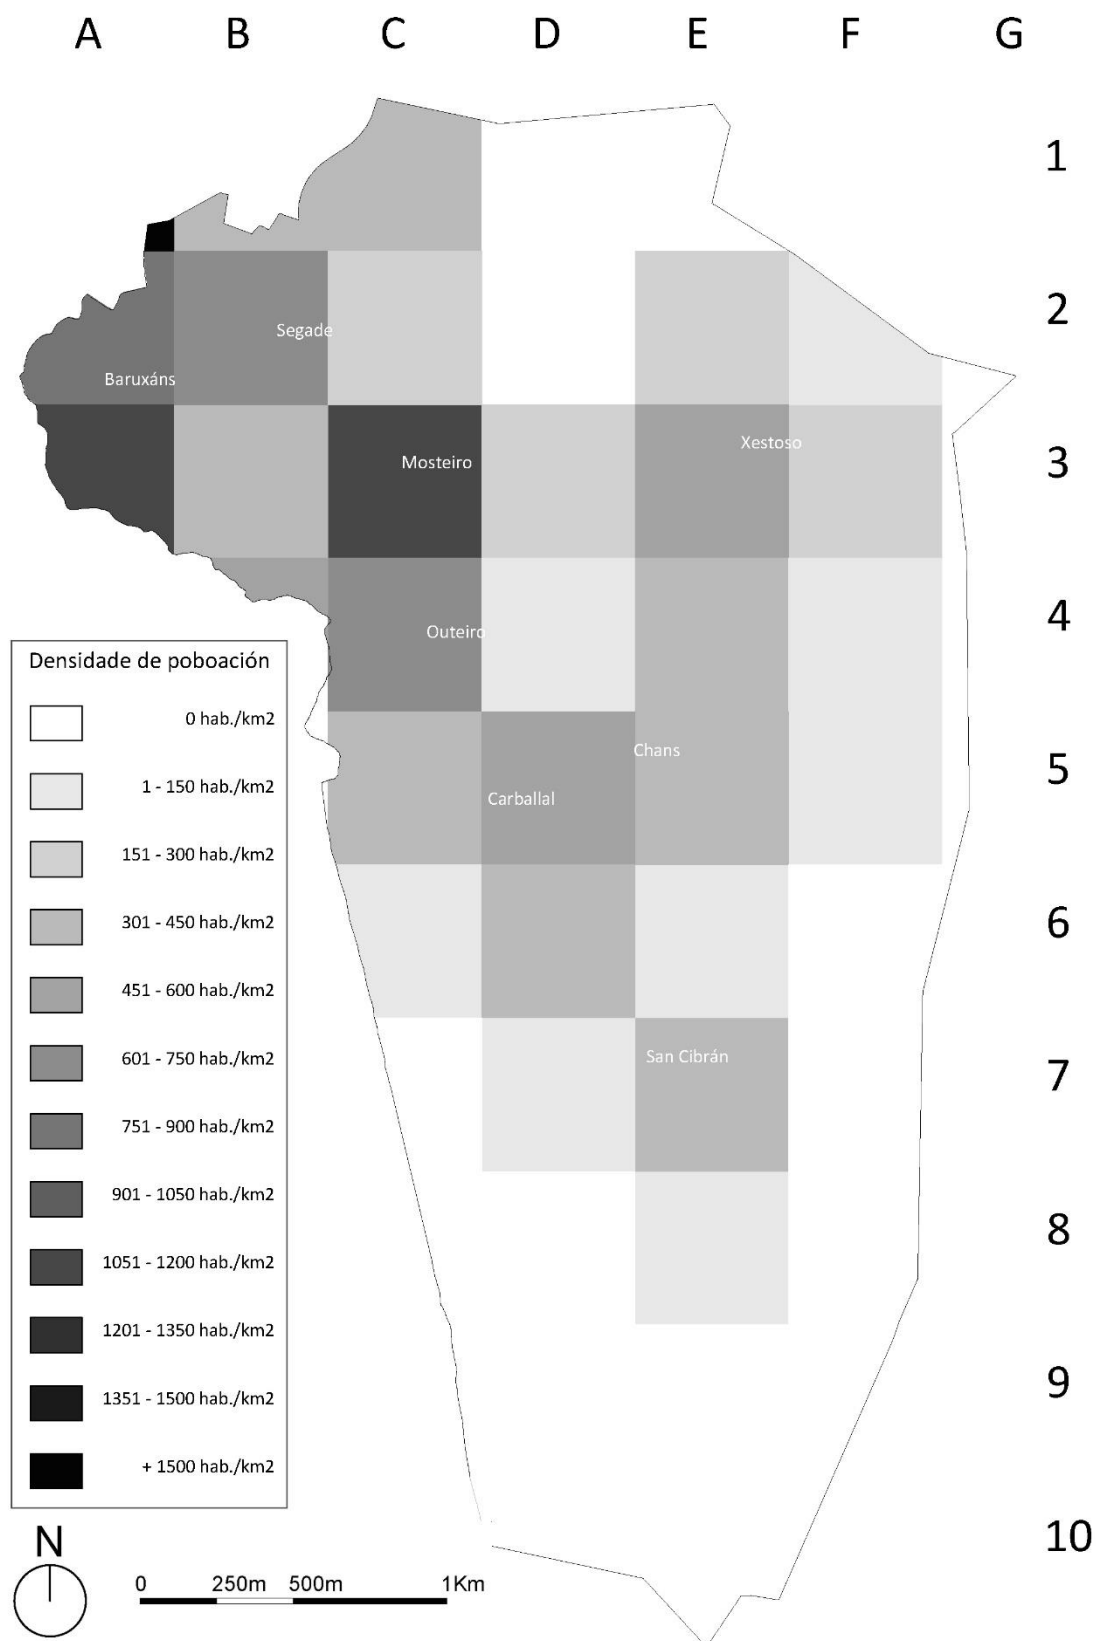 A B C D E F G
1
2
Segade
Baruxáns
Xestoso
3
Mosteiro
4
Outeiro
Densidade de poboación
0 hab./km2
Chans
5
1 - 150 hab./km2
Carballal
151 - 300 hab./km2
6
301 - 450 hab./km2
451 - 600 hab./km2
San Cibrán
7
601 - 750 hab./km2
751 - 900 hab./km2
901 - 1050 hab./km2
8
1051 - 1200 hab./km2
1201 - 1350 hab./km2
9
1351 - 1500 hab./km2
+ 1500 hab./km2
10
N
0 250m 500m 1Km